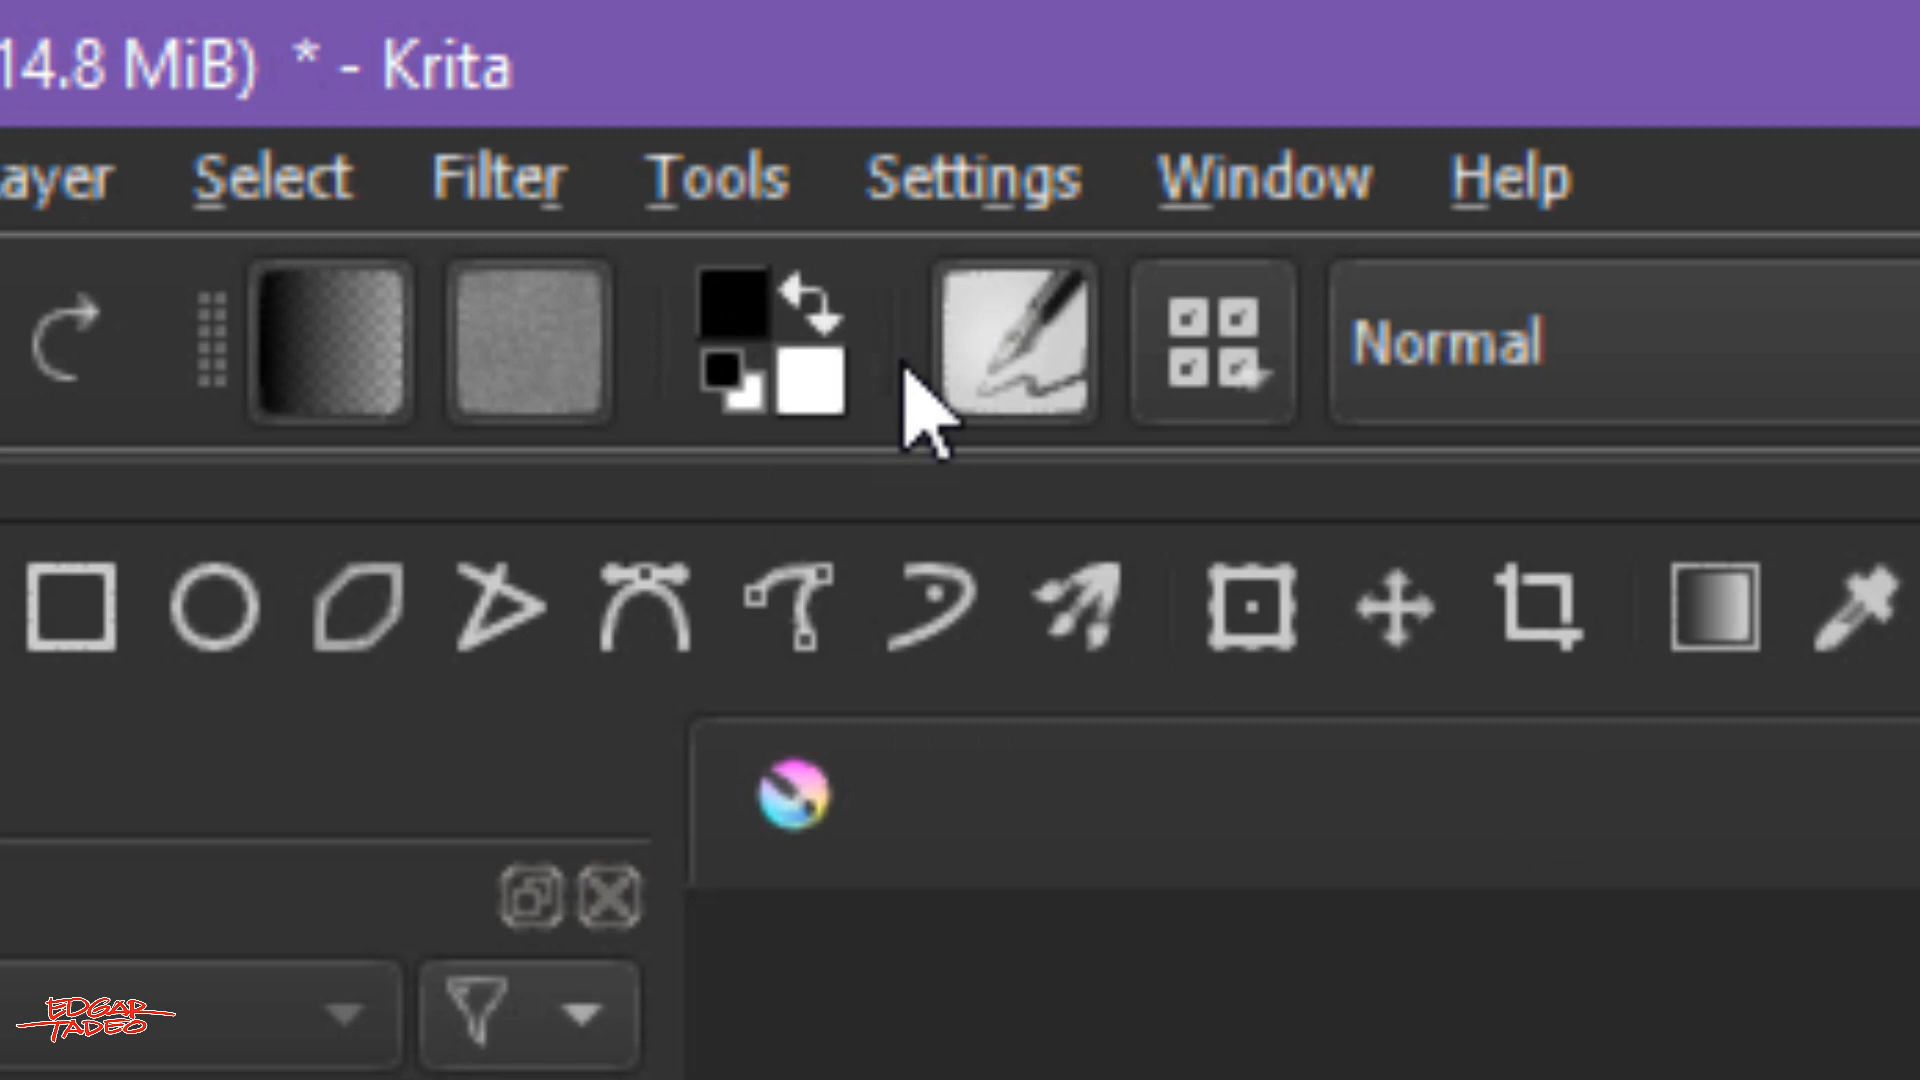 14.8 MiB) * - Krita
ayer Select Filter Tools Settings Window Help
Normal
EDGAR
TADEO